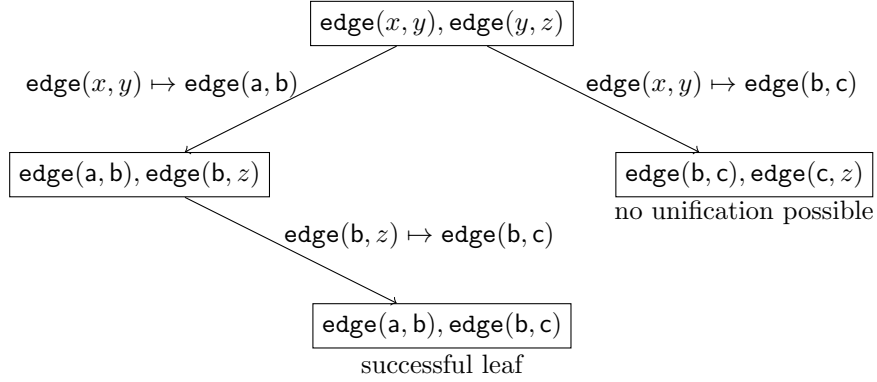 edge(x, y), edge(y, z)
edge(x, y) ↦ edge(a, b)
edge(x, y) ↦ edge(b, c)
edge(a, b), edge(b, z)
edge(b, c), edge(c, z)
no unification possible
edge(b, z) ↦ edge(b, c)
edge(a, b), edge(b, c)
successful leaf